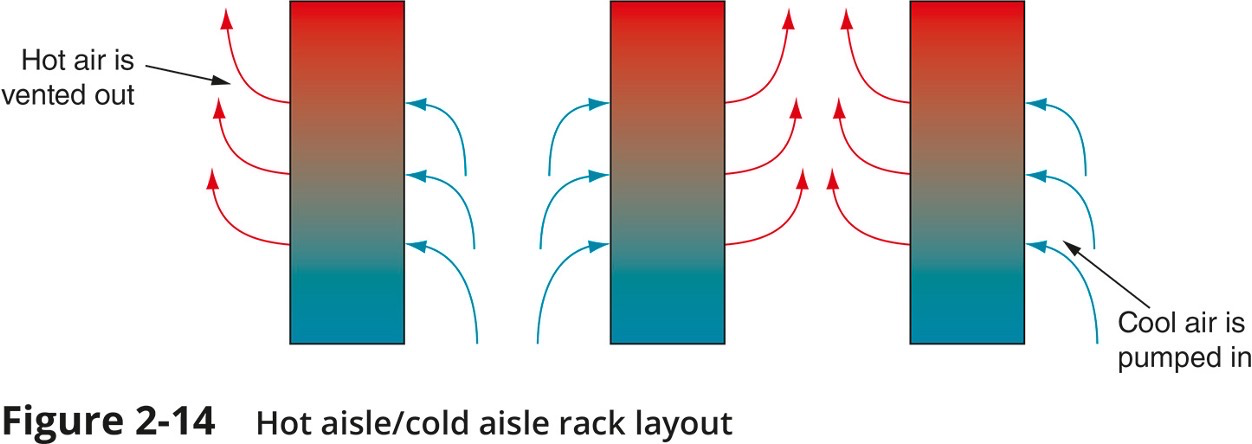 Hot air is
vented out
Cool air is
pumped in
Figure 2-14 Hot aisle/cold aisle rack layout